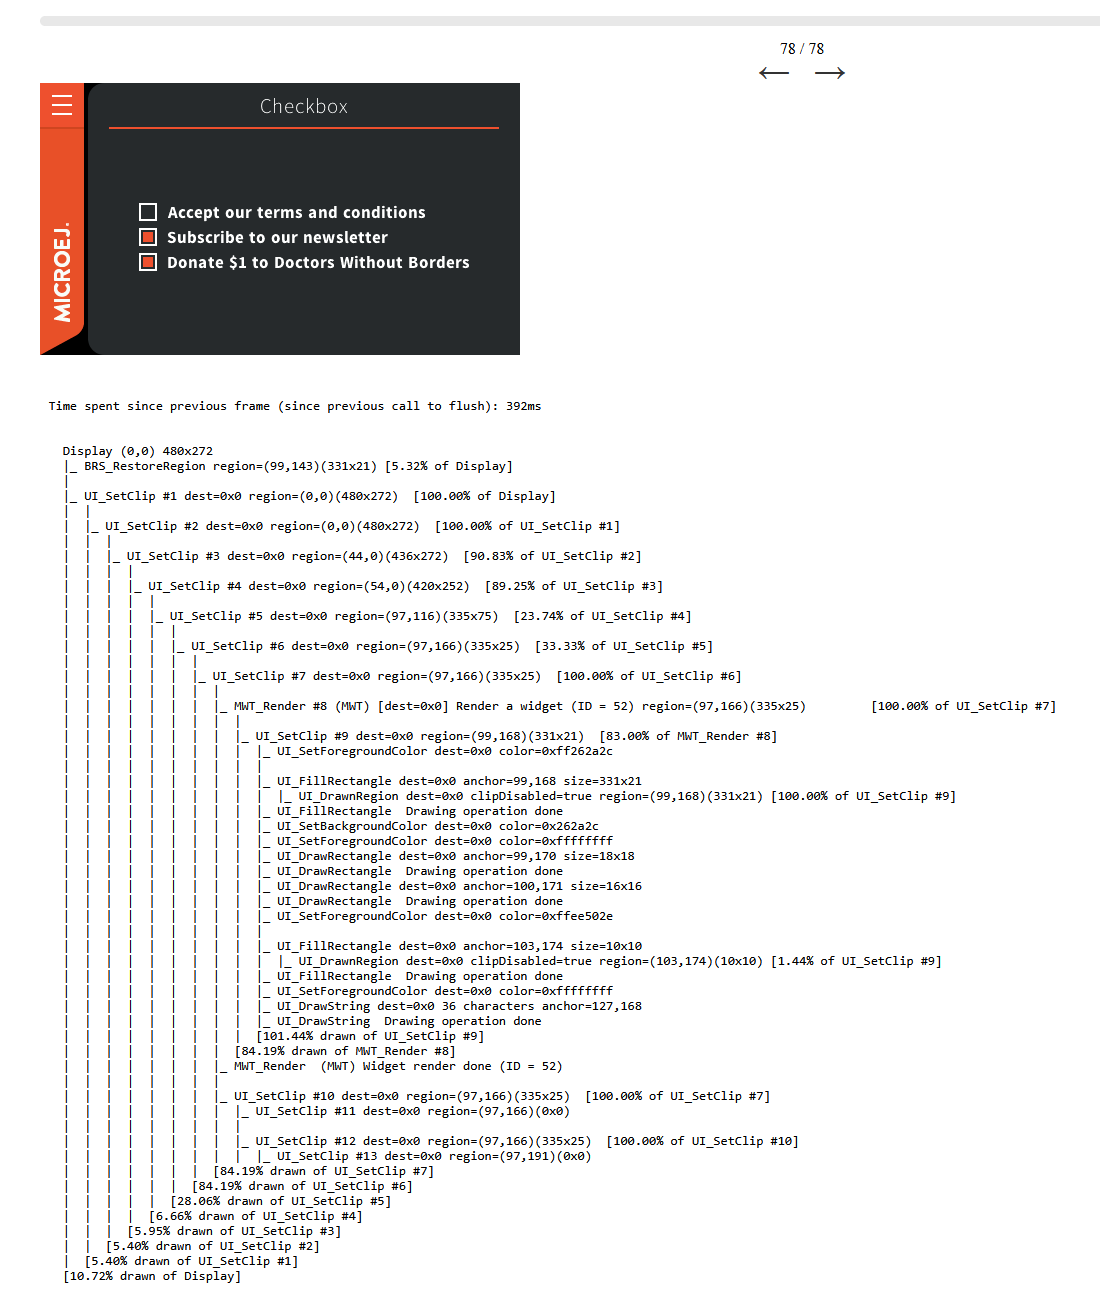 78 / 78
← →
Checkbox
Accept our terms and conditions
Subscribe to our newsletter
Donate $1 to Doctors Without Borders
MICROEJ.
Time spent since previous frame (since previous call to flush): 392ms
Display (0,0) 480x272
|_ BRS_RestoreRegion region=(99,143)(331x21) [5.32% of Display]
|_ UI_SetClip #1 dest=0x0 region=(0,0)(480x272) [100.00% of Display]
|_ UI_SetClip #2 dest=0x0 region=(0,0)(480x272) [100.00% of UI_SetClip #1]
|_ UI_SetClip #3 dest=0x0 region=(44,0)(436x272) [90.83% of UI_SetClip #2]
|_ UI_SetClip #4 dest=0x0 region=(54,0)(420x252) [89.25% of UI_SetClip #3]
|_ UI_SetClip #5 dest=0x0 region=(97,116)(335x75) [23.74% of UI_SetClip #4]
|_ UI_SetClip #6 dest=0x0 region=(97,166)(335x25) [33.33% of UI_SetClip #5]
|_ UI_SetClip #7 dest=0x0 region=(97,166)(335x25) [100.00% of UI_SetClip #6]
|_ MWT_Render #8 (MWT) [dest=0x0] Render a widget (ID = 52) region=(97,166)(335x25) [100.00% of UI_SetClip #7]
|_ UI_SetClip #9 dest=0x0 region=(99,168)(331x21) [83.00% of MWT_Render #8]
|_ UI_SetForegroundColor dest=0x0 color=0xff262a2c
|_ UI_FillRectangle dest=0x0 anchor=99,168 size=331x21
|_ UI_DrawnRegion dest=0x0 clipDisabled=true region=(99,168)(331x21) [100.00% of UI_SetClip #9]
|_ UI_FillRectangle Drawing operation done
|_ UI_SetBackgroundColor dest=0x0 color=0x262a2c
|_ UI_SetForegroundColor dest=0x0 color=0xffffffff
|_ UI_DrawRectangle dest=0x0 anchor=99,170 size=18x18
|_ UI_DrawRectangle Drawing operation done
|_ UI_DrawRectangle dest=0x0 anchor=100,171 size=16x16
|_ UI_DrawRectangle Drawing operation done
|_ UI_SetForegroundColor dest=0x0 color=0xffee502e
|_ UI_FillRectangle dest=0x0 anchor=103,174 size=10x10
|_ UI_DrawnRegion dest=0x0 clipDisabled=true region=(103,174)(10x10) [1.44% of UI_SetClip #9]
|_ UI_FillRectangle Drawing operation done
|_ UI_SetForegroundColor dest=0x0 color=0xffffffff
|_ UI_DrawString dest=0x0 36 characters anchor=127,168
|_ UI_DrawString Drawing operation done
[101.44% drawn of UI_SetClip #9]
[84.19% drawn of MWT_Render #8]
|_ MWT_Render (MWT) Widget render done (ID = 52)
|_ UI_SetClip #10 dest=0x0 region=(97,166)(335x25) [100.00% of UI_SetClip #7]
|_ UI_SetClip #11 dest=0x0 region=(97,166)(0x0)
|_ UI_SetClip #12 dest=0x0 region=(97,166)(335x25) [100.00% of UI_SetClip #10]
|_ UI_SetClip #13 dest=0x0 region=(97,191)(0x0)
[84.19% drawn of UI_SetClip #7]
[84.19% drawn of UI_SetClip #6]
[28.06% drawn of UI_SetClip #5]
[6.66% drawn of UI_SetClip #4]
[5.95% drawn of UI_SetClip #3]
[5.40% drawn of UI_SetClip #2]
[5.40% drawn of UI_SetClip #1]
[10.72% drawn of Display]